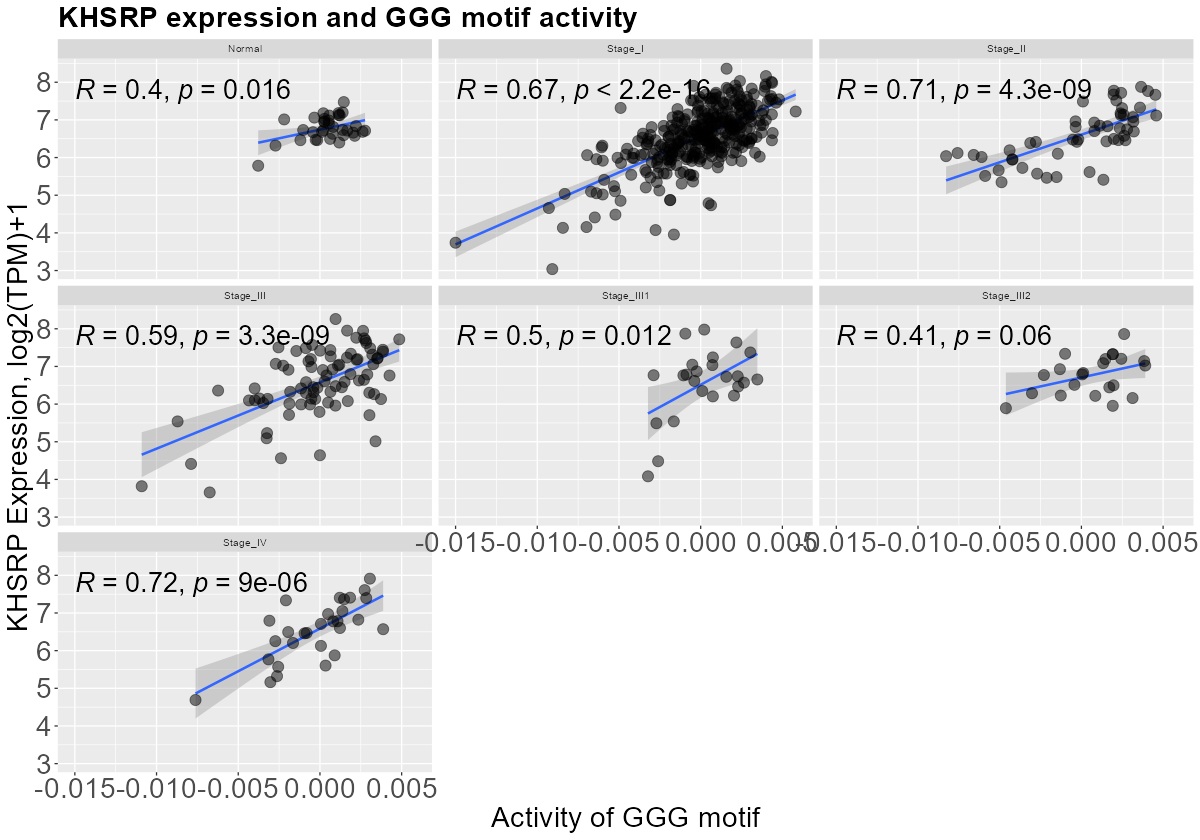 KHSRP expression and GGG motif activity
Normal
Stage_I
Stage_II
R = 0.4, p = 0.016
R = 0.67, p < 2.2e-16
R = 0.71, p = 4.3e-09
8
7
6
5
4
3
Stage_III
Stage_III1
Stage_III2
R = 0.59, p = 3.3e-09
R = 0.5, p = 0.012
R = 0.41, p = 0.06
8
7
6
5
4
3
-0.015 -0.010 -0.005 0.000 0.005
-0.015 -0.010 -0.005 0.000 0.005
Stage_IV
R = 0.72, p = 9e-06
8
7
6
5
4
3
-0.015 -0.010 -0.005 0.000 0.005
KHSRP Expression, log2(TPM)+1
Activity of GGG motif